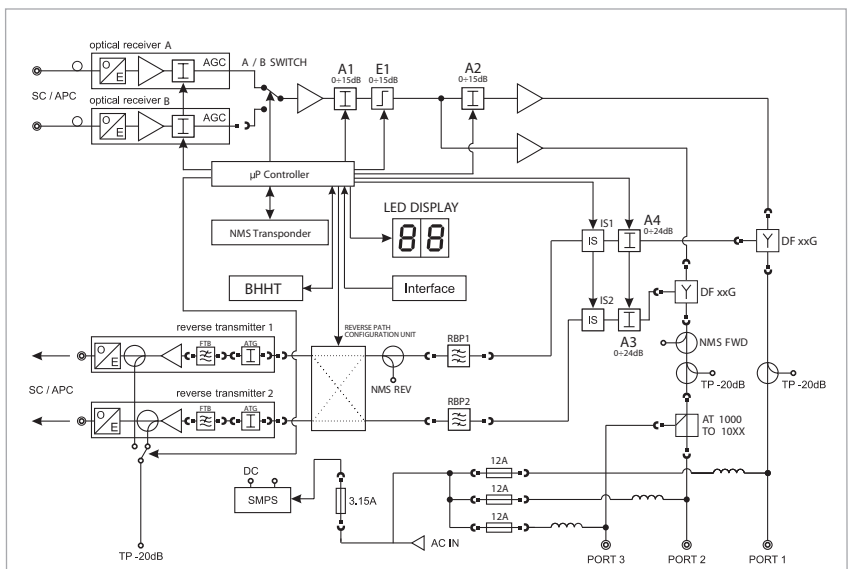 optical receiver A
O
E
AGC
A / B SWITCH
A1
0÷15dB
E1
0÷15dB
A2
0÷15dB
SC / APC
optical receiver B
O
E
AGC
µP Controller
LED DISPLAY
88
NMS Transponder
IS1
IS
A4
0÷24dB
Y
DF xxG
BHHT
Interface
IS2
IS
A3
0÷24dB
Y
DF xxG
NMS FWD
TP -20dB
TP -20dB
reverse transmitter 1
O
E
FTB
ATG
REVERSE PATH
CONFIGURATION UNIT
RBP1
NMS REV
SC / APC
reverse transmitter 2
O
E
FTB
ATG
RBP2
AT 1000
TO 10XX
DC
SMPS
3.15A
12A
12A
12A
AC IN
TP -20dB
PORT 3
PORT 2
PORT 1